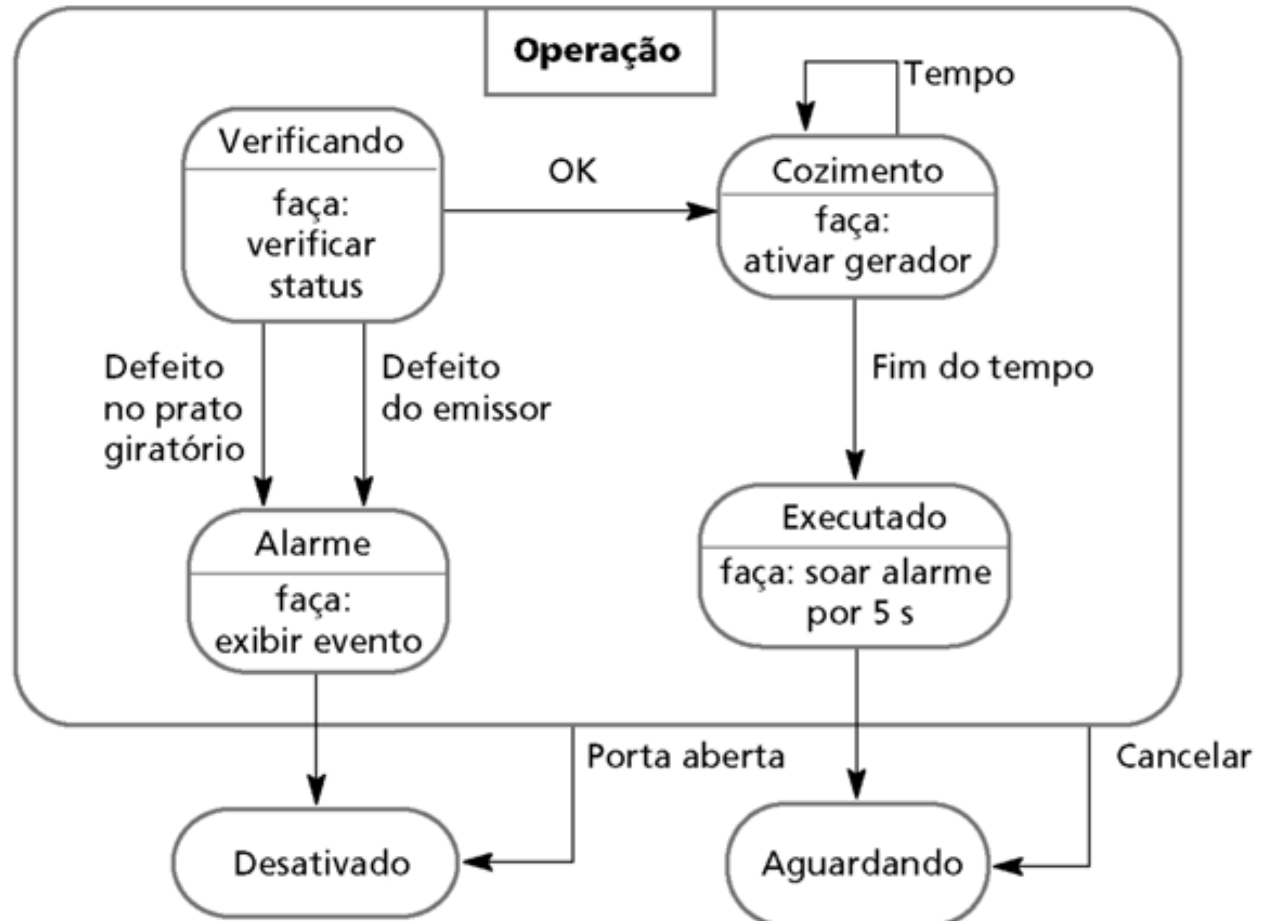 Operação
Tempo
Verificando
faça:
verificar
status
OK
Cozimento
faça:
ativar gerador
Defeito
no prato
giratório
Defeito
do emissor
Fim do tempo
Alarme
faça:
exibir evento
Executado
faça: soar alarme
por 5 s
Porta aberta
Cancelar
Desativado
Aguardando